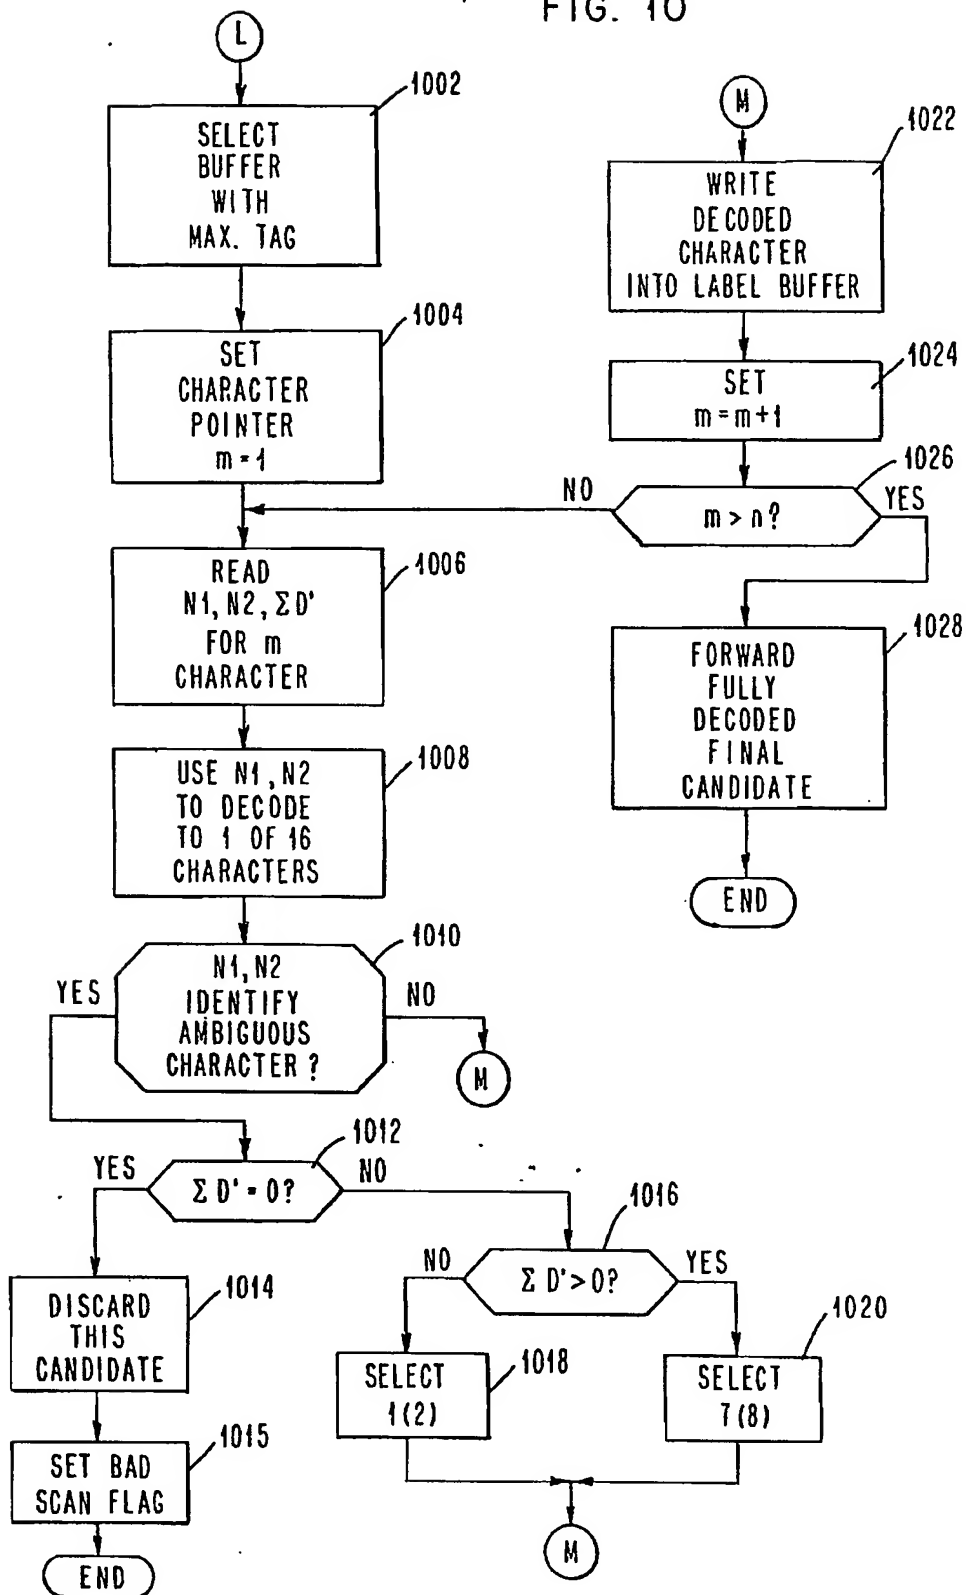 FIG. 10
L
1002
SELECT
BUFFER
WITH
MAX. TAG
1004
SET
CHARACTER
POINTER
m = 1
1006
READ
N1, N2, ΣD'
FOR m
CHARACTER
1008
USE N1, N2
TO DECODE
TO 1 OF 16
CHARACTERS
1010
N1, N2
IDENTIFY
AMBIGUOUS
CHARACTER ?
YES
NO
M
1012
YES
Σ D' = 0?
NO
1014
DISCARD
THIS
CANDIDATE
1015
SET BAD
SCAN FLAG
END
1016
NO
Σ D' > 0?
YES
1018
SELECT
1(2)
1020
SELECT
7(8)
M
M
1022
WRITE
DECODED
CHARACTER
INTO LABEL BUFFER
1024
SET
m = m+1
1026
NO
m > n?
YES
1028
FORWARD
FULLY
DECODED
FINAL
CANDIDATE
END